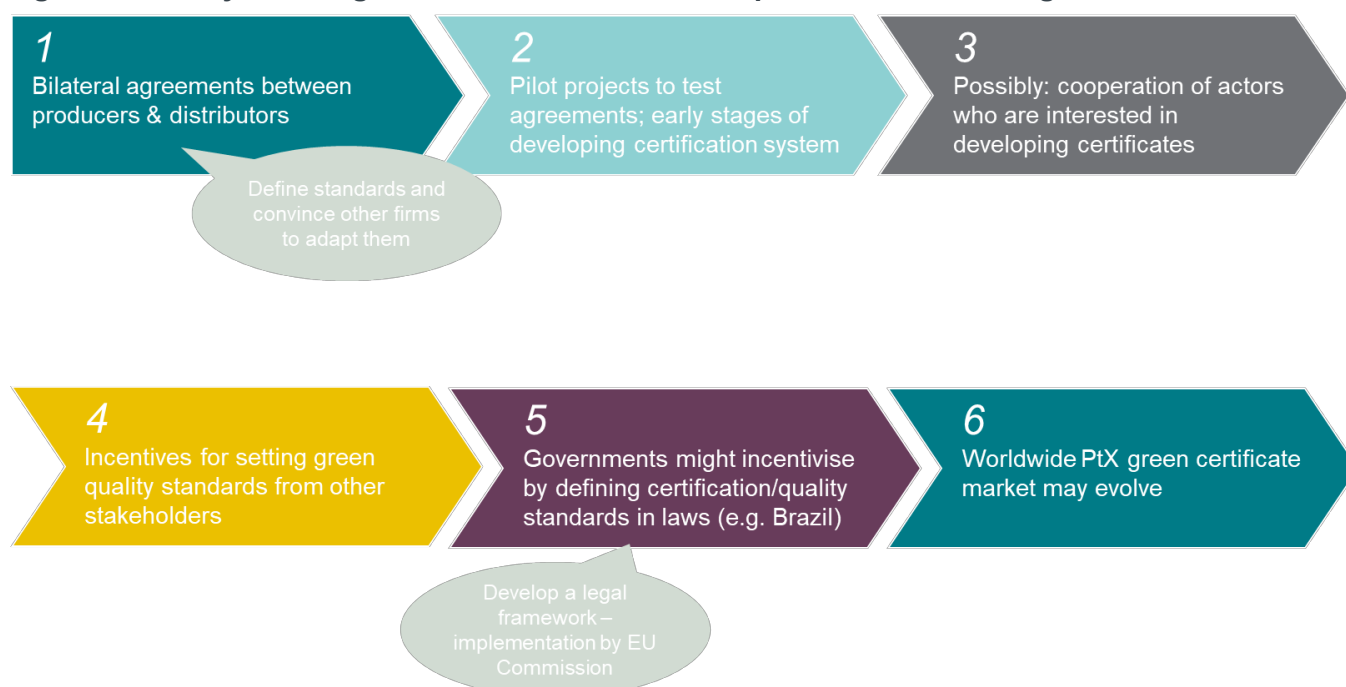 1
Bilateral agreements between
producers & distributors
Define standards and
convince other firms
to adapt them
2
Pilot projects to test
agreements; early stages of
developing certification system
3
Possibly: cooperation of actors
who are interested in
developing certificates
4
Incentives for setting green
quality standards from other
stakeholders
5
Governments might incentivise
by defining certification/quality
standards in laws (e.g. Brazil)
Develop a legal
framework –
implementation by EU
Commission
6
Worldwide PtX green certificate
market may evolve